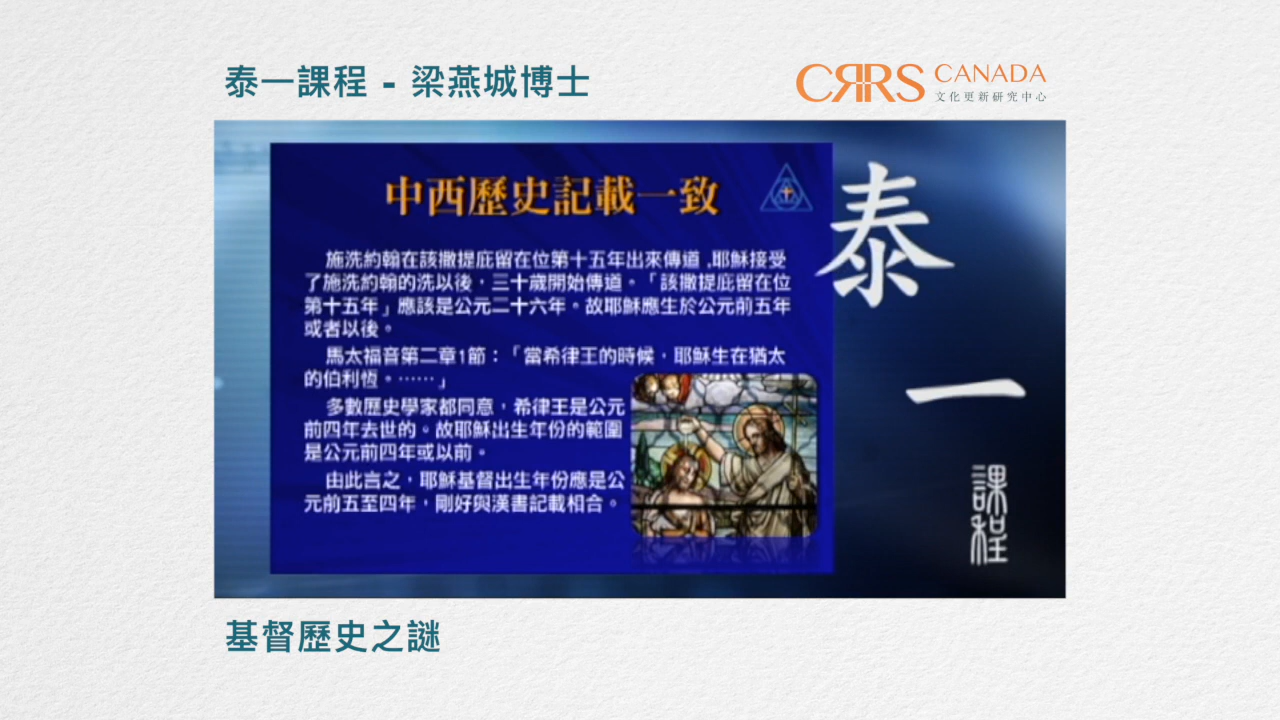 泰一課程 - 梁燕城博士
CRRS CANADA
文化更新研究中心
中西歷史記載一致
施洗約翰在該撒提庇留在位第十五年出來傳道 ,耶穌接受
了施洗約翰的洗以後，三十歲開始傳道。「該撒提庇留在位
第十五年」應該是公元二十六年。故耶穌應生於公元前五年
或者以後。
馬太福音第二章1節：「當希律王的時候，耶穌生在猶太
的伯利恆。⋯⋯」
多數歷史學家都同意，希律王是公元
前四年去世的。故耶穌出生年份的範圍
是公元前四年或以前。
由此言之，耶穌基督出生年份應是公
元前五至四年，剛好與漢書記載相合。
泰
一
課程
基督歷史之謎